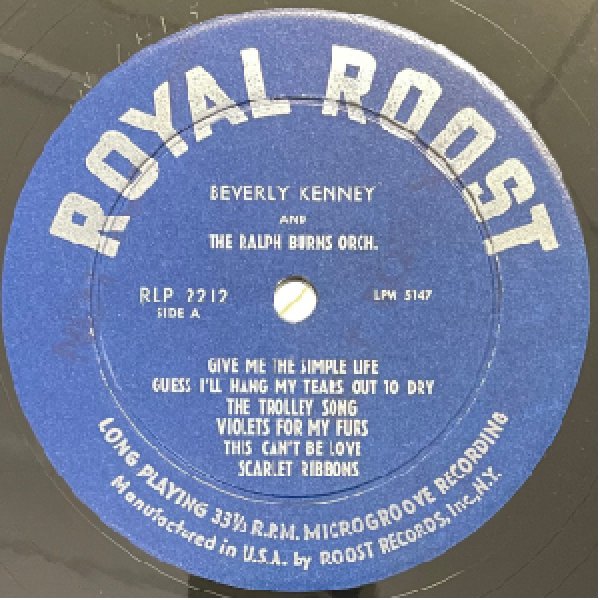 ROYAL ROOST
BEVERLY KENNEY
AND
THE RALPH BURNS ORCH.
RLP 2212
LPM 5147
SIDE A
GIVE ME THE SIMPLE LIFE
GUESS I'LL HANG MY TEARS OUT TO DRY
THE TROLLEY SONG
VIOLETS FOR MY FURS
THIS CAN'T BE LOVE
SCARLET RIBBONS
LONG PLAYING 33⅓ R.P.M. MICROGROOVE RECORDING
Manufactured in U.S.A. by ROOST RECORDS, Inc., N.Y.